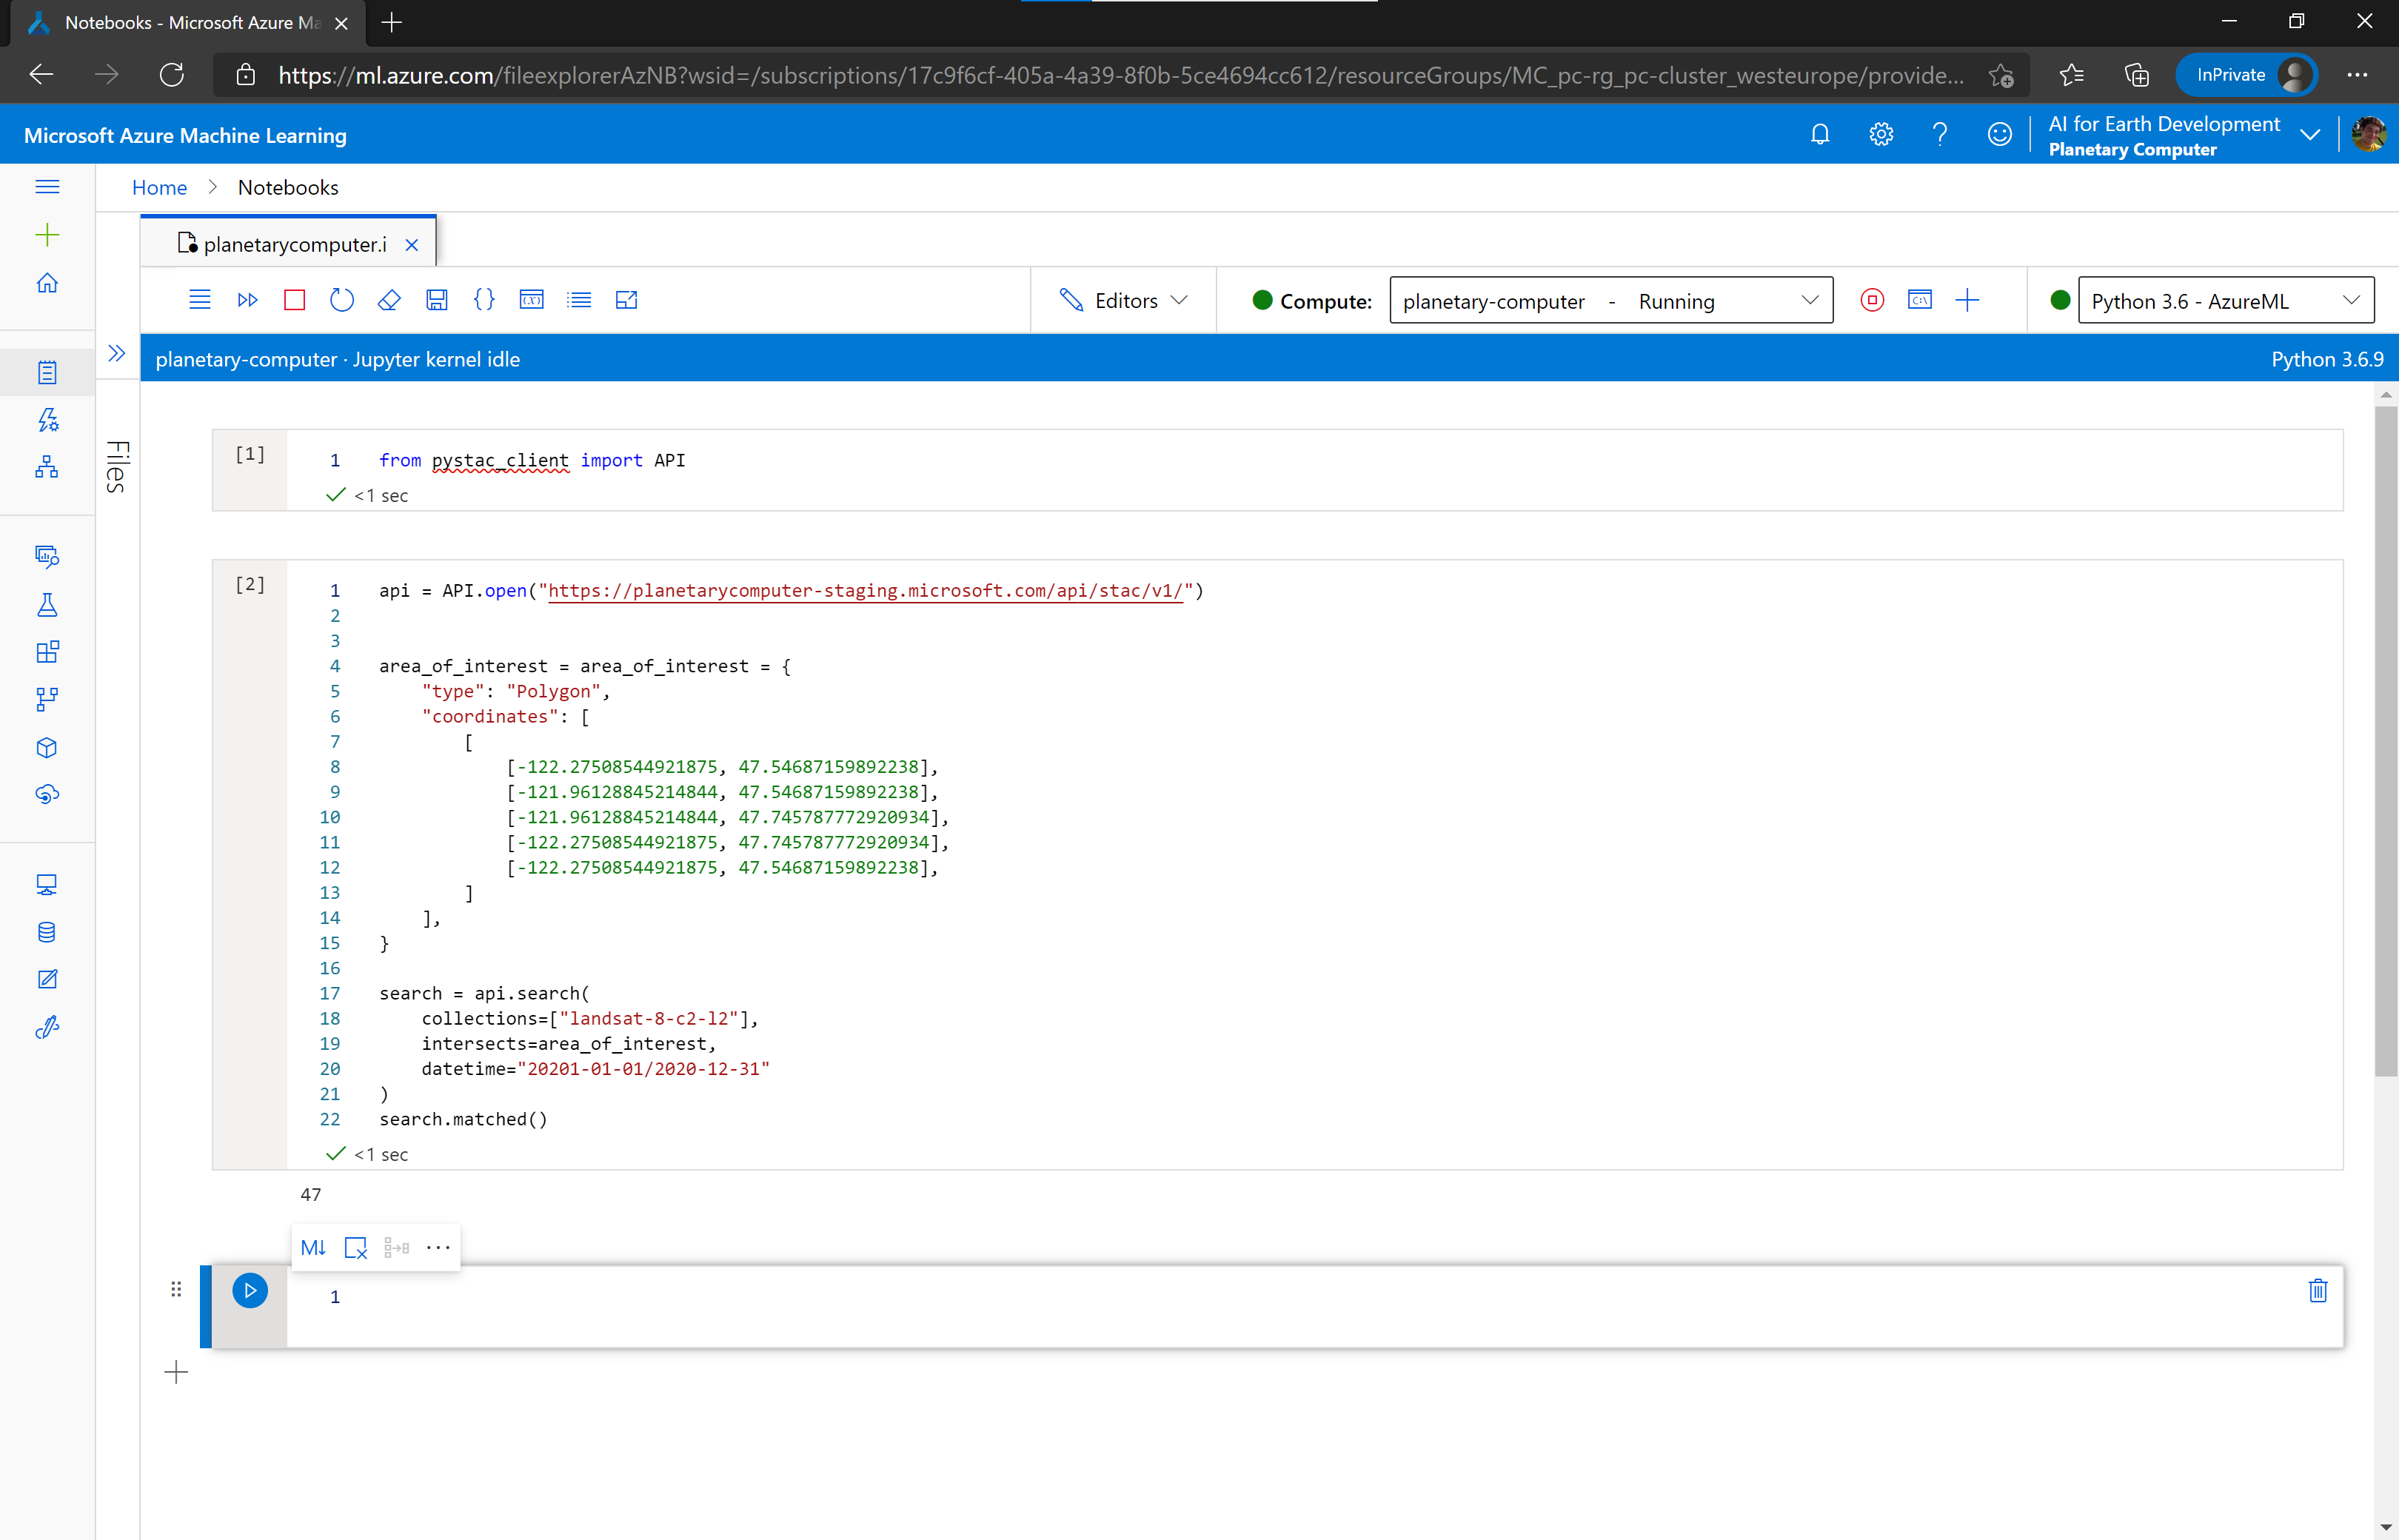 Notebooks - Microsoft Azure Ma
https://ml.azure.com/fileexplorerAzNB?wsid=/subscriptions/17c9f6cf-405a-4a39-8f0b-5ce4694cc612/resourceGroups/MC_pc-rg_pc-cluster_westeurope/provide...
InPrivate
Microsoft Azure Machine Learning
AI for Earth Development
Planetary Computer
Home > Notebooks
planetarycomputer.i
Editors
Compute:
planetary-computer - Running
Python 3.6 - AzureML
planetary-computer · Jupyter kernel idle
Python 3.6.9
Files
[1]
1 from pystac_client import API
<1 sec
[2]
1 api = API.open("https://planetarycomputer-staging.microsoft.com/api/stac/v1/")
2
3
4 area_of_interest = area_of_interest = {
5 "type": "Polygon",
6 "coordinates": [
7 [
8 [-122.27508544921875, 47.54687159892238],
9 [-121.96128845214844, 47.54687159892238],
10 [-121.96128845214844, 47.745787772920934],
11 [-122.27508544921875, 47.745787772920934],
12 [-122.27508544921875, 47.54687159892238],
13 ]
14 ],
15 }
16
17 search = api.search(
18 collections=["landsat-8-c2-l2"],
19 intersects=area_of_interest,
20 datetime="20201-01-01/2020-12-31"
21 )
22 search.matched()
<1 sec
47
M↓
1